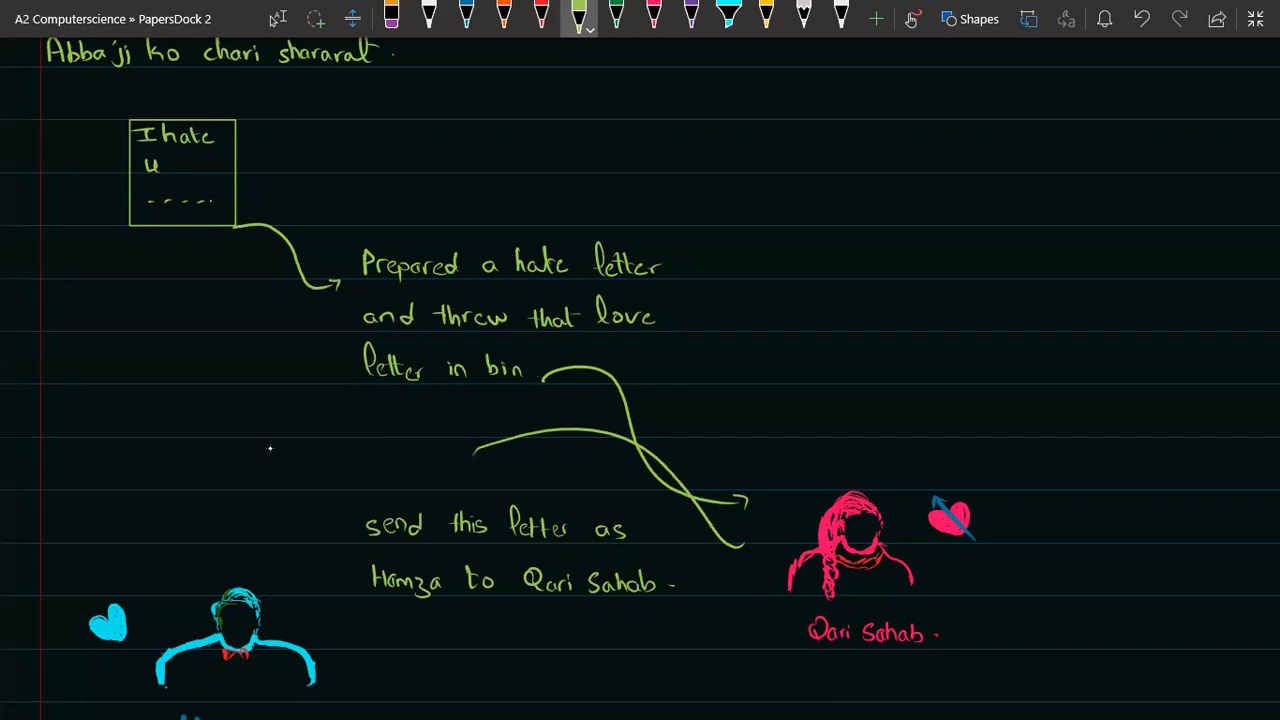 A2 Computerscience » PapersDock 2
Shapes
Abba'ji ko chari shararat.
I hate
u
.....
Prepared a hate letter
and threw that love
letter in bin.
send this letter as
Hamza to Qari Sahab.
Qari Sahab.